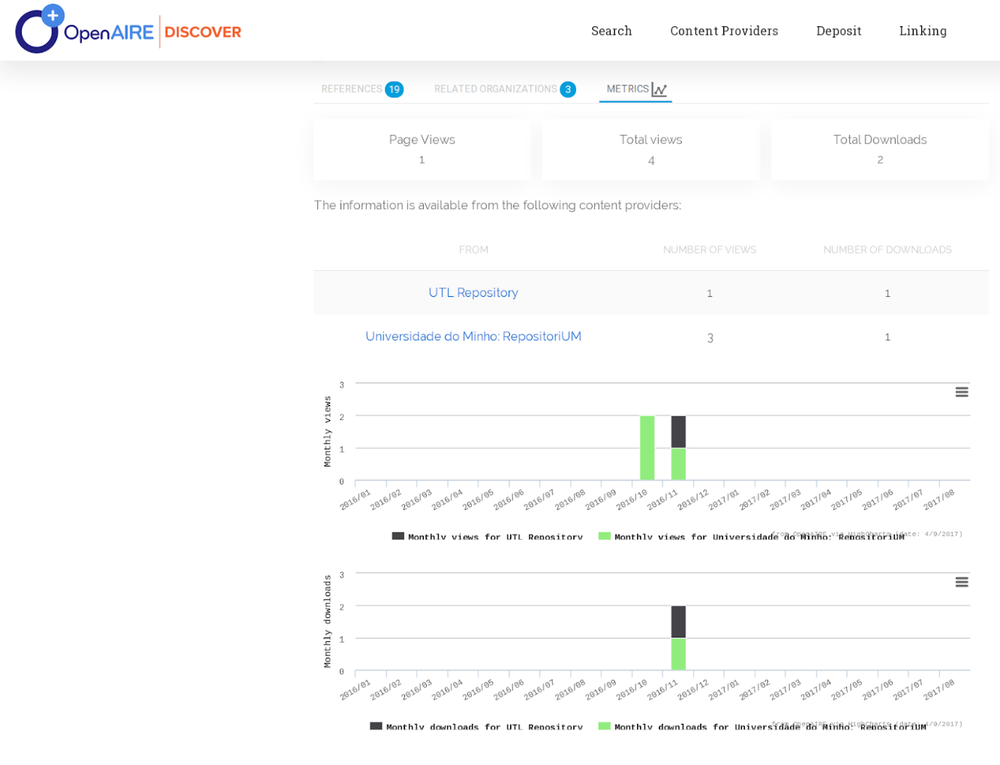 OpenAIRE DISCOVER
Search Content Providers Deposit Linking
REFERENCES 19 RELATED ORGANIZATIONS 3 METRICS
Page Views Total views Total Downloads
1 4 2
The information is available from the following content providers:
FROM NUMBER OF VIEWS NUMBER OF DOWNLOADS
UTL Repository 1 1
Universidade do Minho: RepositoriUM 3 1
Monthly views
3
2
1
0
2016/01 2016/02 2016/03 2016/04 2016/05 2016/06 2016/07 2016/08 2016/09 2016/10 2016/11 2016/12 2017/01 2017/02 2017/03 2017/04 2017/05 2017/06 2017/07 2017/08
Monthly views for UTL Repository Monthly views for Universidade do Minho: RepositoriUM
from OpenAIRE via HighCharts (date: 4/9/2017)
Monthly downloads
3
2
1
0
2016/01 2016/02 2016/03 2016/04 2016/05 2016/06 2016/07 2016/08 2016/09 2016/10 2016/11 2016/12 2017/01 2017/02 2017/03 2017/04 2017/05 2017/06 2017/07 2017/08
Monthly downloads for UTL Repository Monthly downloads for Universidade do Minho: RepositoriUM
from OpenAIRE via HighCharts (date: 4/9/2017)